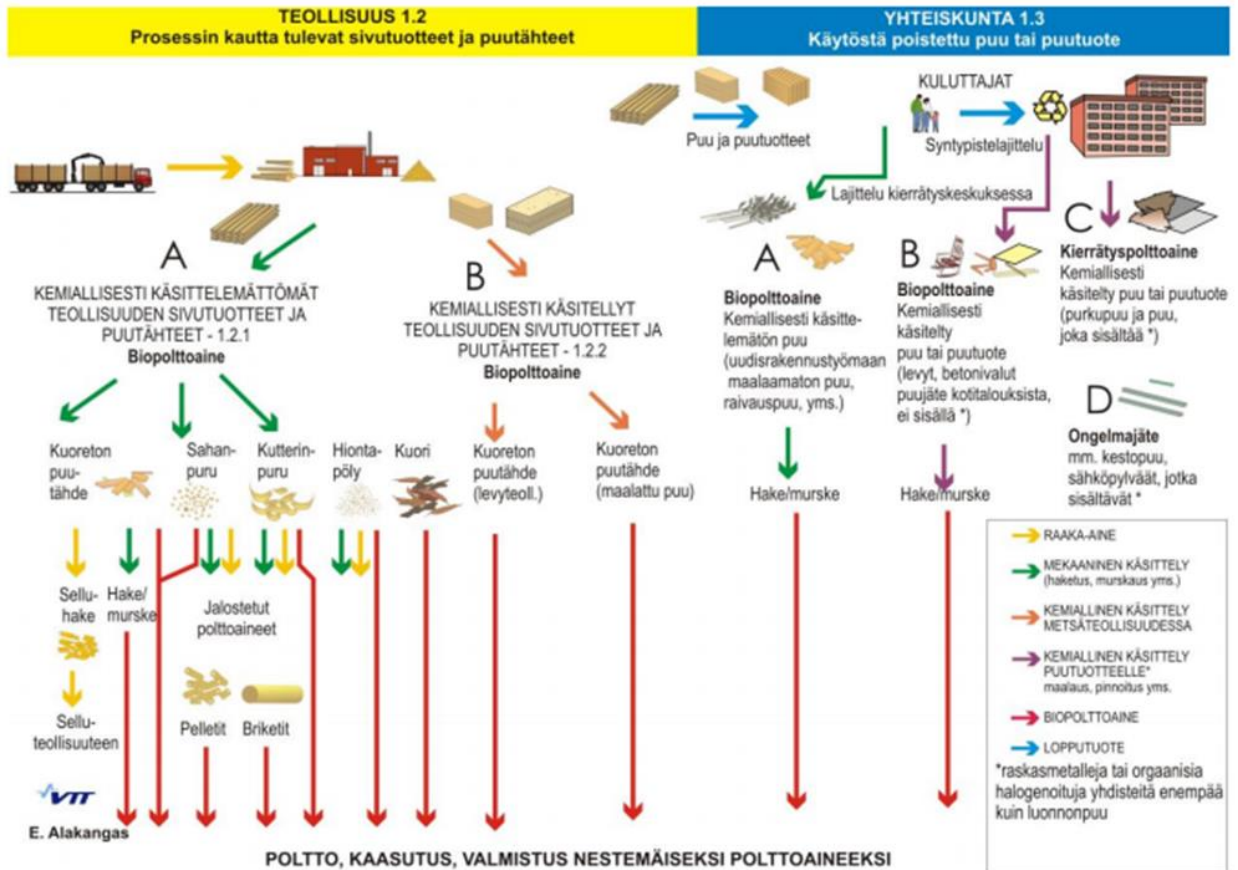 TEOLLISUUS 1.2
Prosessin kautta tulevat sivutuotteet ja puutähteet
YHTEISKUNTA 1.3
Käytöstä poistettu puu tai puutuote
KULUTTAJAT
Puu ja puutuotteet
Syntypistelajittelu
Lajittelu kierrätyskeskuksessa
A
KEMIALLISESTI KÄSITTELEMÄTTÖMÄT
TEOLLISUUDEN SIVUTUOTTEET JA
PUUTÄHTEET - 1.2.1
Biopolttoaine
B
KEMIALLISESTI KÄSITELLYT
TEOLLISUUDEN SIVUTUOTTEET JA
PUUTÄHTEET - 1.2.2
Biopolttoaine
A
Biopolttoaine
Kemiallisesti käsitte-
lemätön puu
(uudisrakennustyömaan
maalaamaton puu,
raivauspuu, yms.)
B
Biopolttoaine
Kemiallisesti
käsitelty
puu tai puutuote
(levyt, betonivalut
puujäte kotitalouksista,
ei sisällä *)
C
Kierrätyspolttoaine
Kemiallisesti
käsitelty puu tai puutuote
(purkupuu ja puu,
joka sisältää *)
D
Ongelmajäte
mm. kestopuu,
sähköpylväät, jotka
sisältävät *
Kuoreton
puu-
tähde
Sahan-
puru
Kutterin-
puru
Hionta-
pöly
Kuori
Kuoreton
puutähde
(levyteoll.)
Kuoreton
puutähde
(maalattu puu)
Hake/murske
Hake/murske
Sellu-
hake
Hake/
murske
Jalostetut
polttoaineet
Sellu-
teollisuuteen
Pelletit
Briketit
RAAKA-AINE
MEKAANINEN KÄSITTELY
(haketus, murskaus yms.)
KEMIALLINEN KÄSITTELY
METSÄTEOLLISUUDESSA
KEMIALLINEN KÄSITTELY
PUUTUOTTEELLE*
maalaus, pinnoitus yms.
BIOPOLTTOAINE
LOPPUTUOTE
*raskasmetalleja tai orgaanisia
halogenoituja yhdisteitä enempää
kuin luonnonpuu
VTT
E. Alakangas
POLTTO, KAASUTUS, VALMISTUS NESTEMÄISEKSI POLTTOAINEEKSI